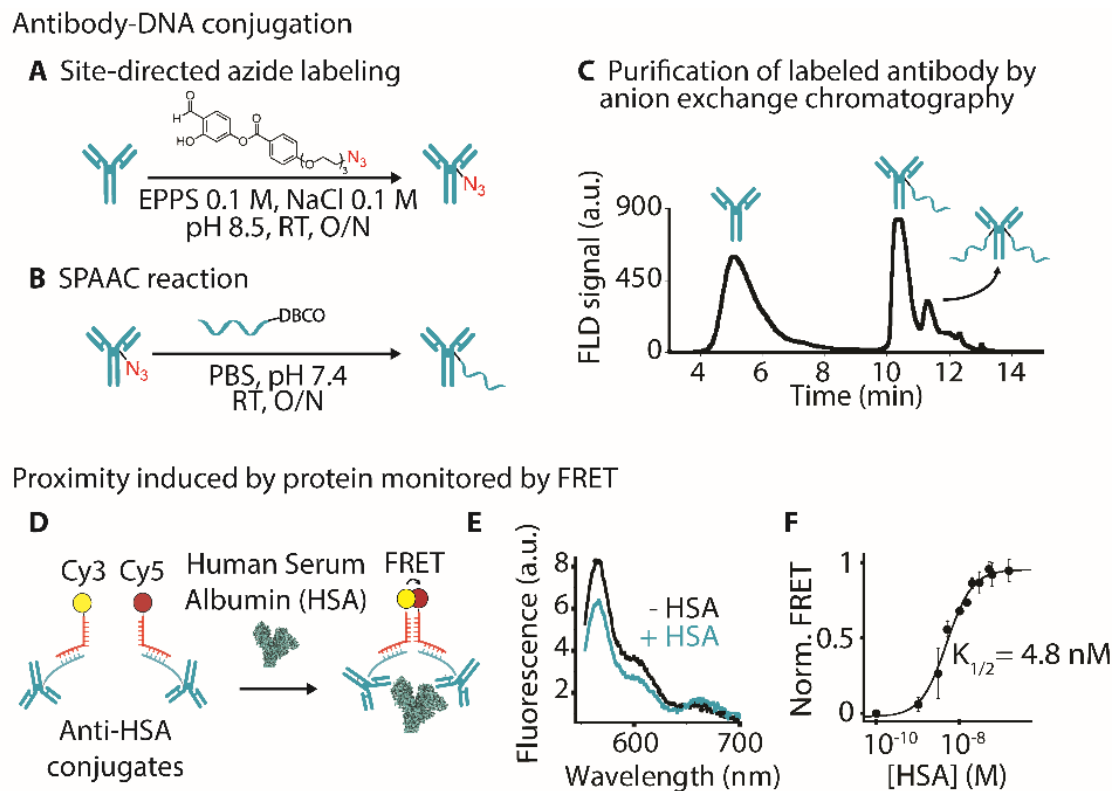 Antibody-DNA conjugation
A Site-directed azide labeling
H
O
HO
O
O
(O
)3
N3
EPPS 0.1 M, NaCl 0.1 M
pH 8.5, RT, O/N
N3
B SPAAC reaction
DBCO
N3
PBS, pH 7.4
RT, O/N
C Purification of labeled antibody by
anion exchange chromatography
FLD signal (a.u.)
900
450
0
4 6 8 10 12 14
Time (min)
Proximity induced by protein monitored by FRET
D
Cy3 Cy5
Human Serum
Albumin (HSA)
FRET
Anti-HSA
conjugates
E
Fluorescence (a.u.)
8
6
4
2
- HSA
+ HSA
600 700
Wavelength (nm)
F
Norm. FRET
1
0.5
0
K1/2 = 4.8 nM
10-10 10-8
[HSA] (M)